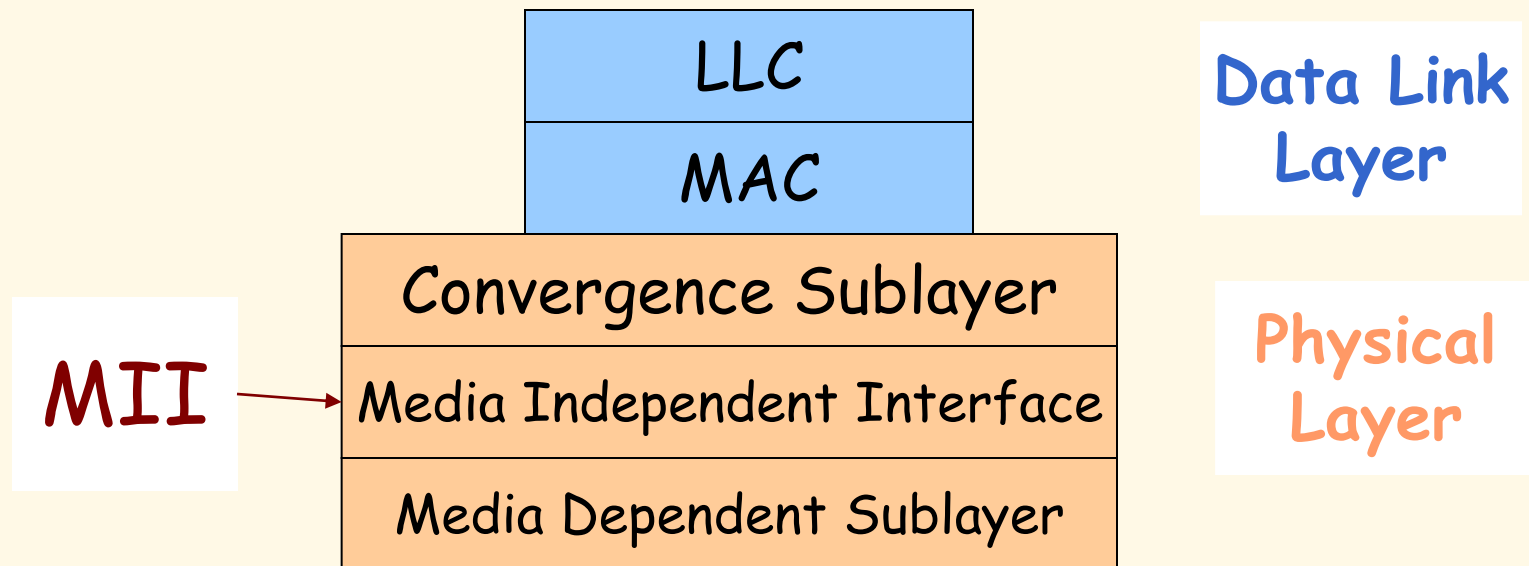 LLC
Data Link
Layer
MAC
Convergence Sublayer
Physical
Layer
MII
Media Independent Interface
Media Dependent Sublayer